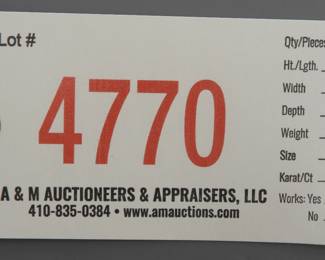 Lot #
4770
A & M AUCTIONEERS & APPRAISERS, LLC
410-835-0384 • www.amauctions.com
Qty/Pieces
Ht./Lgth.
Width
Depth
Weight
Size
Karat/Ct
Works: Yes
No